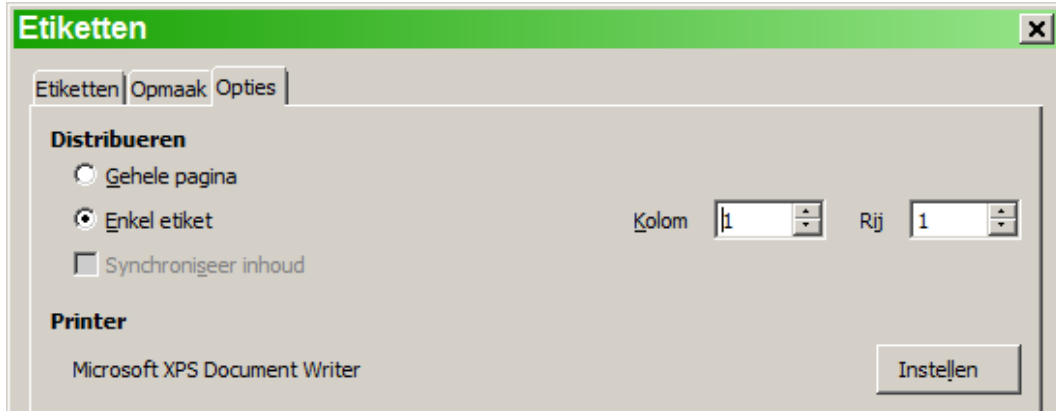 Etiketten
Etiketten Opmaak Opties
Distribueren
Gehele pagina
Enkel etiket Kolom 1 Rij 1
Synchroniseer inhoud
Printer
Microsoft XPS Document Writer Instellen